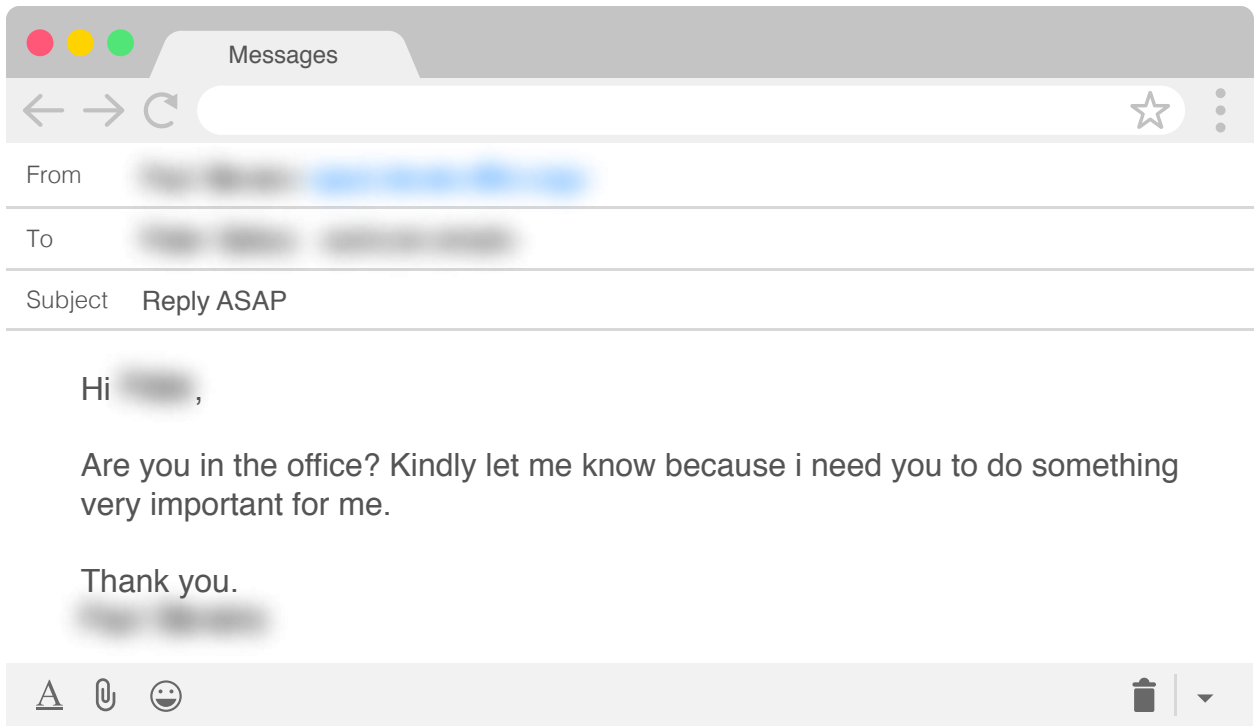 Messages
From
To
Subject Reply ASAP
Hi ,
Are you in the office? Kindly let me know because i need you to do something
very important for me.
Thank you.
A